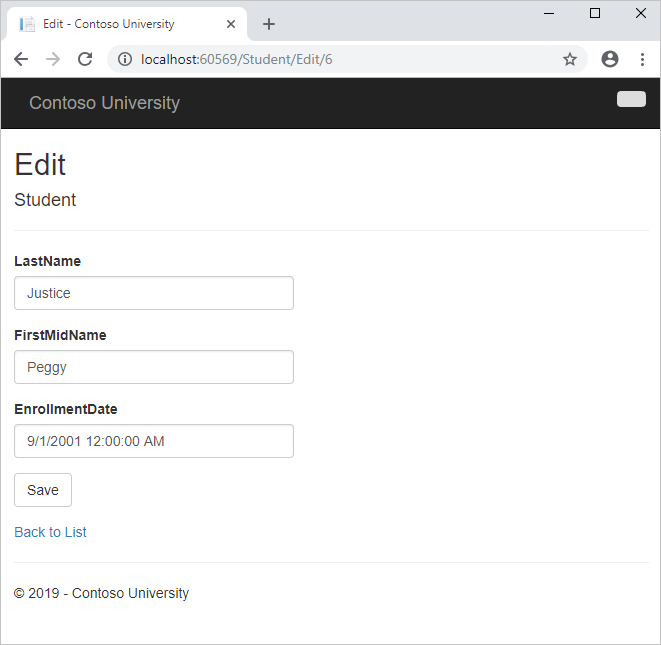 Edit - Contoso University
localhost:60569/Student/Edit/6
Contoso University
Edit
Student
LastName
Justice
FirstMidName
Peggy
EnrollmentDate
9/1/2001 12:00:00 AM
Save
Back to List
© 2019 - Contoso University